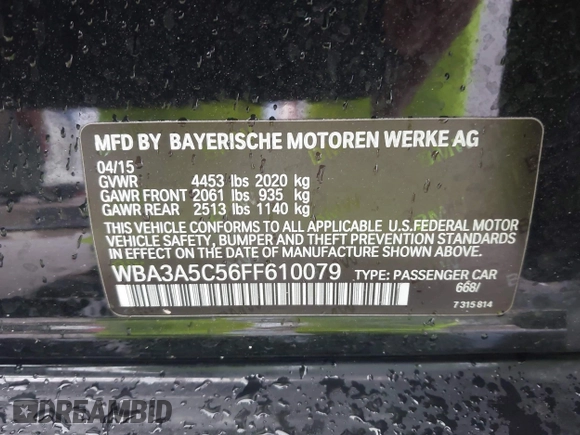 MFD BY BAYERISCHE MOTOREN WERKE AG
04/15
GVWR 4453 lbs 2020 kg
GAWR FRONT 2061 lbs 935 kg
GAWR REAR 2513 lbs 1140 kg
THIS VEHICLE CONFORMS TO ALL APPLICABLE U.S.FEDERAL MOTOR
VEHICLE SAFETY, BUMPER AND THEFT PREVENTION STANDARDS
IN EFFECT ON THE DATE OF MANUFACTURE SHOWN ABOVE.
WBA3A5C56FF610079 TYPE: PASSENGER CAR
668/
7 315 814
DREAMBID